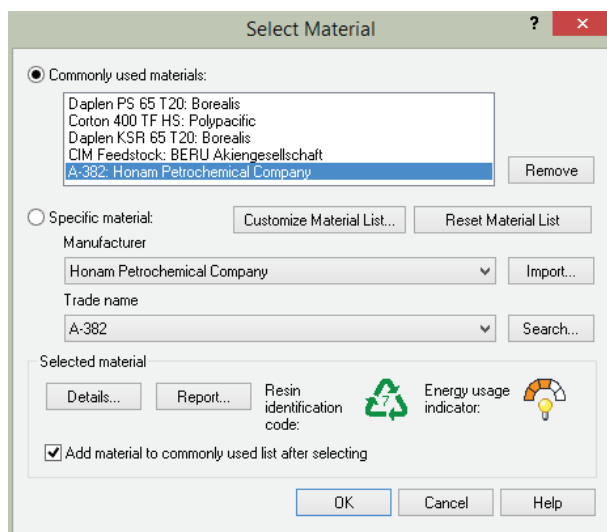 Select Material
?
Commonly used materials:
Daplen PS 65 T20: Borealis
Corton 400 TF HS: Polypacific
Daplen KSR 65 T20: Borealis
CIM Feedstock: BERU Akiengesellschaft
A-382: Honam Petrochemical Company
Remove
Specific material:
Customize Material List...
Reset Material List
Manufacturer
Honam Petrochemical Company
Import...
Trade name
A-382
Search...
Selected material
Details...
Report...
Resin
identification
code:
7
Energy usage
indicator:
Add material to commonly used list after selecting
OK
Cancel
Help